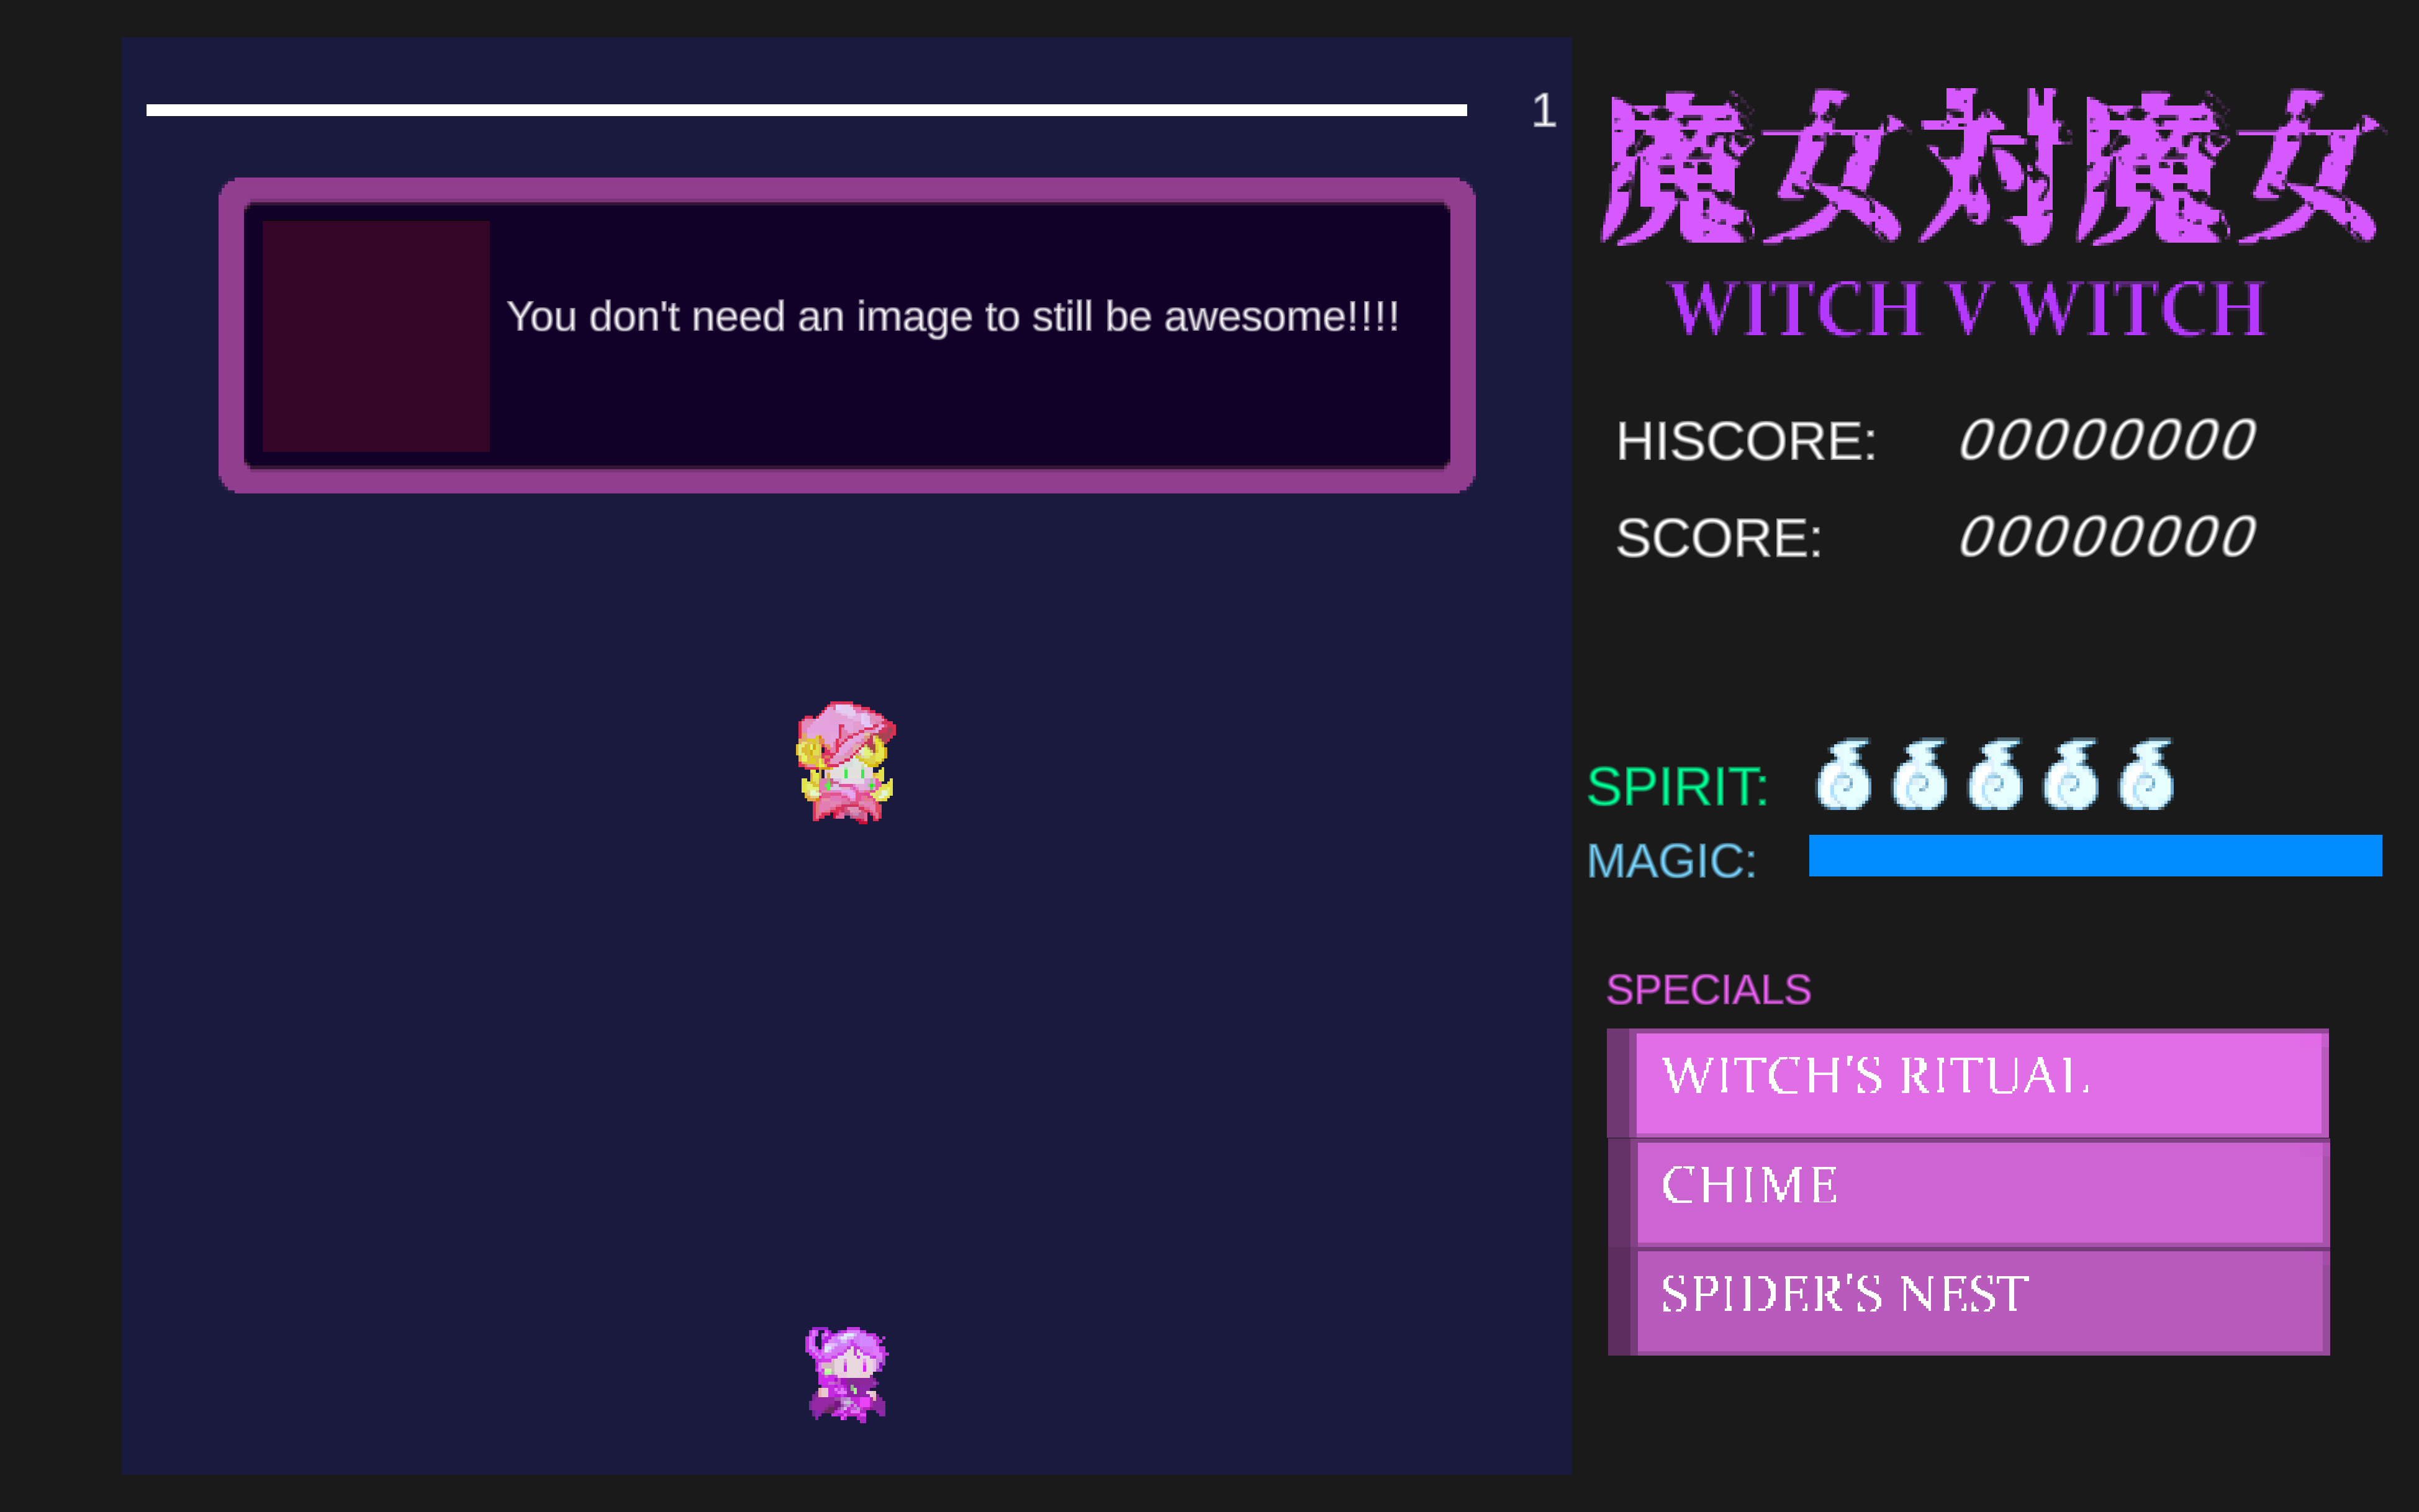 1
You don't need an image to still be awesome!!!!
魔女対魔女
WITCH V WITCH
HISCORE: 00000000
SCORE: 00000000
SPIRIT:
MAGIC:
SPECIALS
WITCH'S RITUAL
CHIME
SPIDER'S NEST